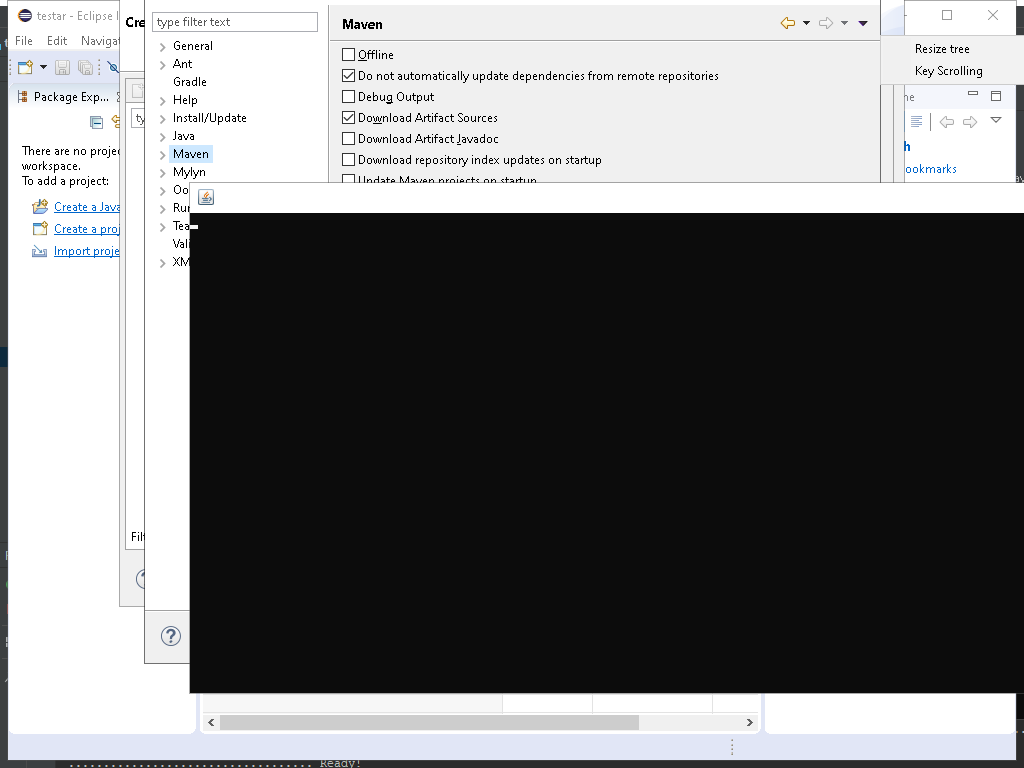 testar - Eclipse I
Cre
File Edit Navigat
Package Exp...
There are no projec
workspace.
To add a project:
Create a Java
Create a proj
Import proje
ty
Filt
type filter text
General
Ant
Gradle
Help
Install/Update
Java
Maven
Mylyn
Oo
Run
Tea
Vali
XM
Maven
Offline
Do not automatically update dependencies from remote repositories
Debug Output
Download Artifact Sources
Download Artifact Javadoc
Download repository index updates on startup
Update Maven projects on startup
Resize tree
Key Scrolling
ne
h
ookmarks
Ready!